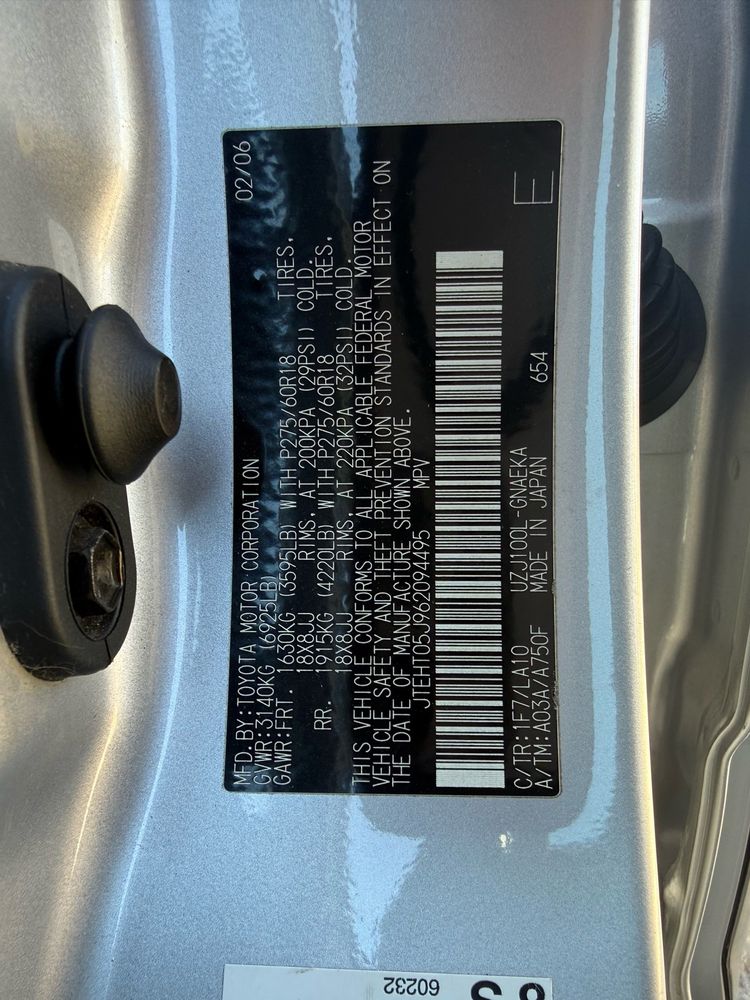 MFD.BY:TOYOTA MOTOR CORPORATION 02/06
GVWR:3140KG (6925LB)
GAWR:FRT. 1630KG (3595LB) WITH P275/60R18 TIRES,
18X8JJ RIMS, AT 200KPA (29PSI) COLD.
RR. 1915KG (4220LB) WITH P275/60R18 TIRES,
18X8JJ RIMS, AT 220KPA (32PSI) COLD.
THIS VEHICLE CONFORMS TO ALL APPLICABLE FEDERAL MOTOR
VEHICLE SAFETY AND THEFT PREVENTION STANDARDS IN EFFECT ON
THE DATE OF MANUFACTURE SHOWN ABOVE.
JTEHT05J962094495 MPV
C/TR:1F7/LA10 UZJ100L-GNAEKA
A/TM:A03A/A750F MADE IN JAPAN 654 E
60232